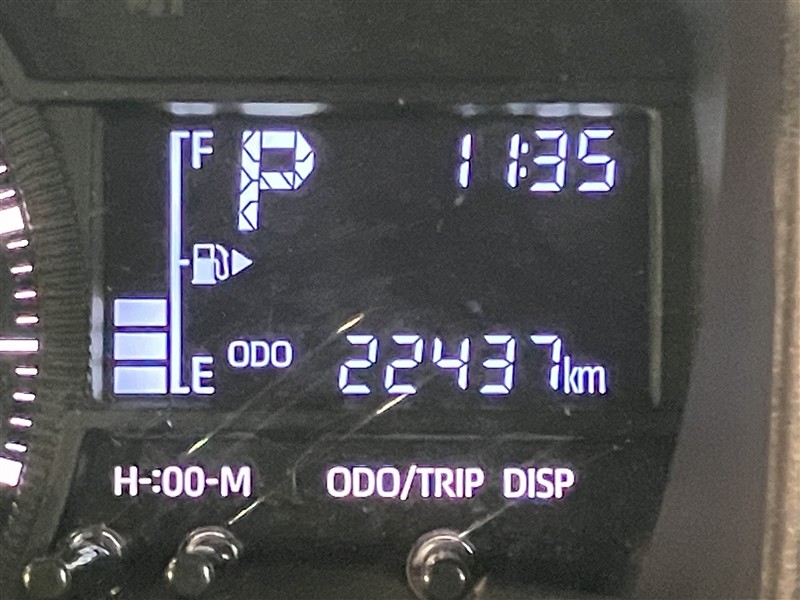 F P 11:35
ODO 22437km
E
H-:00-M ODO/TRIP DISP